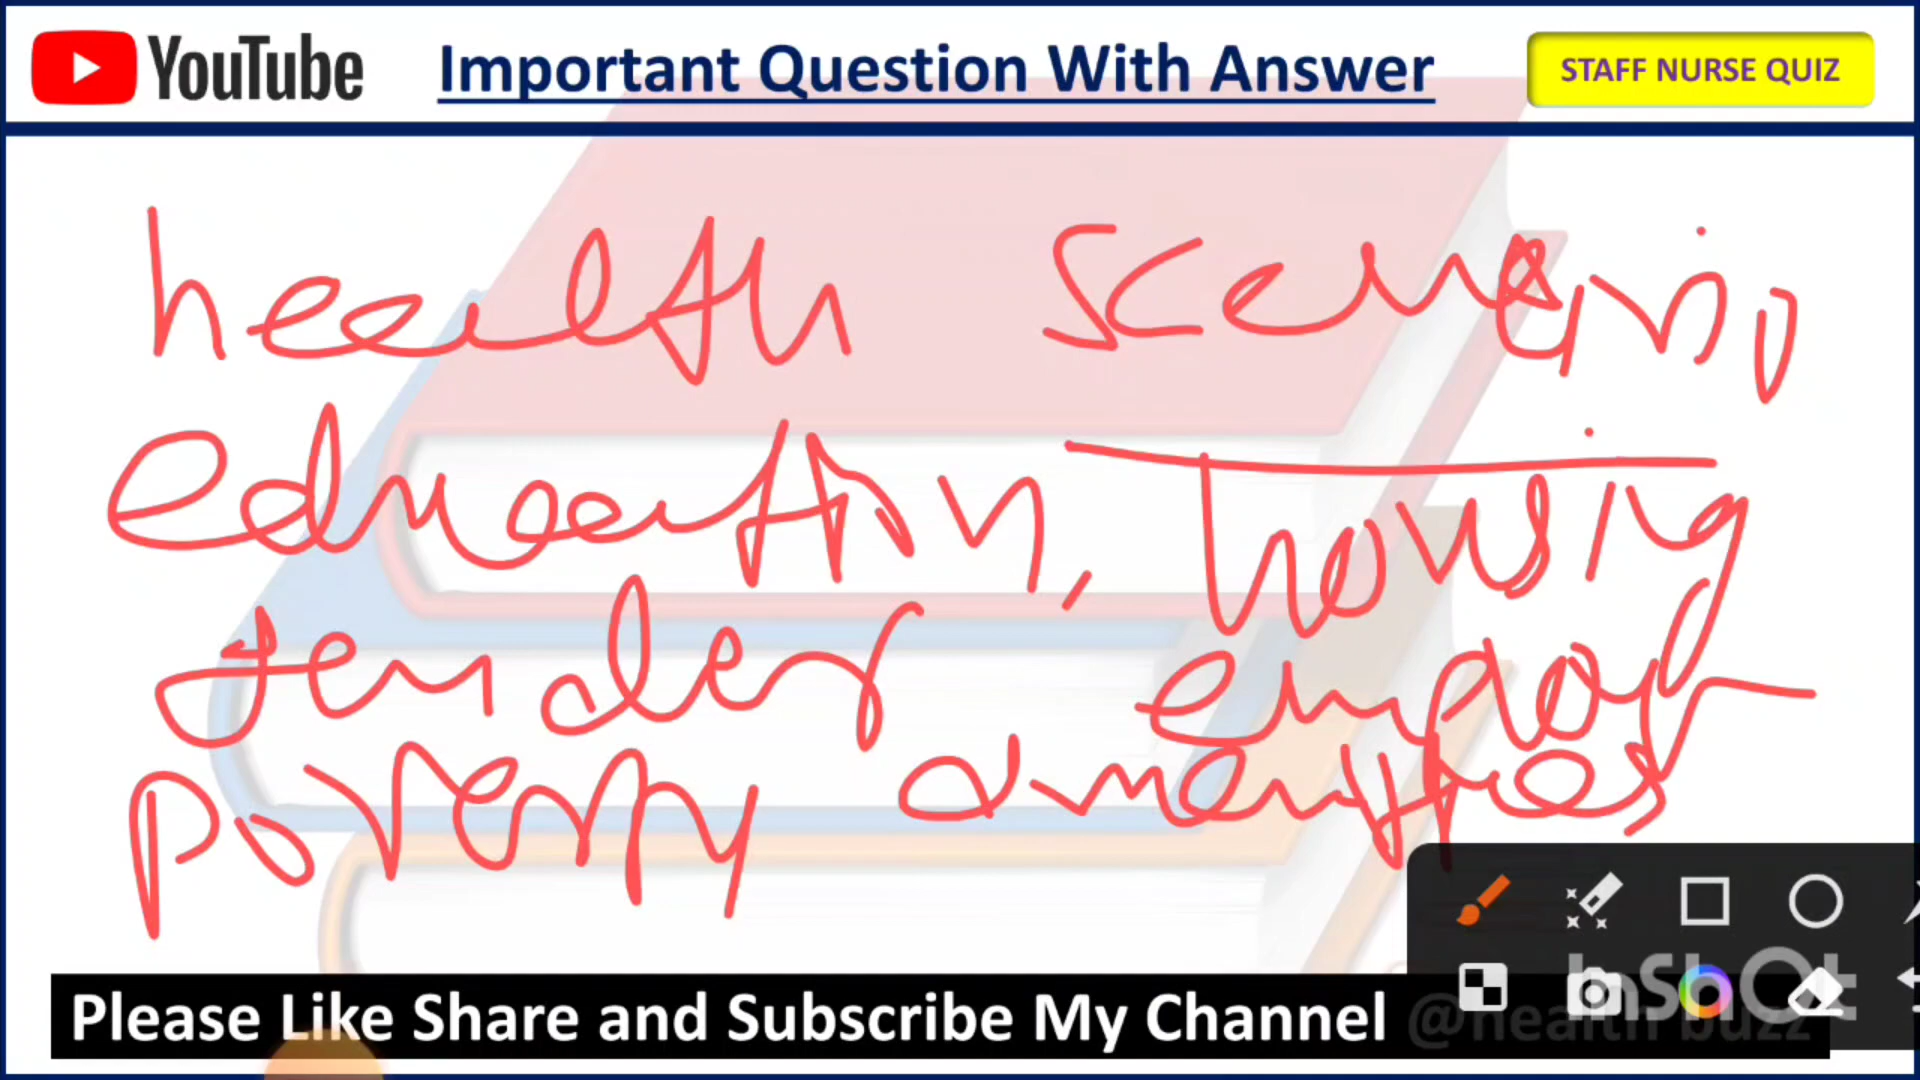 YouTube Important Question With Answer STAFF NURSE QUIZ
health scenario
education, housing
gender employ
poverty amenities
InShot
Please Like Share and Subscribe My Channel @health buzz